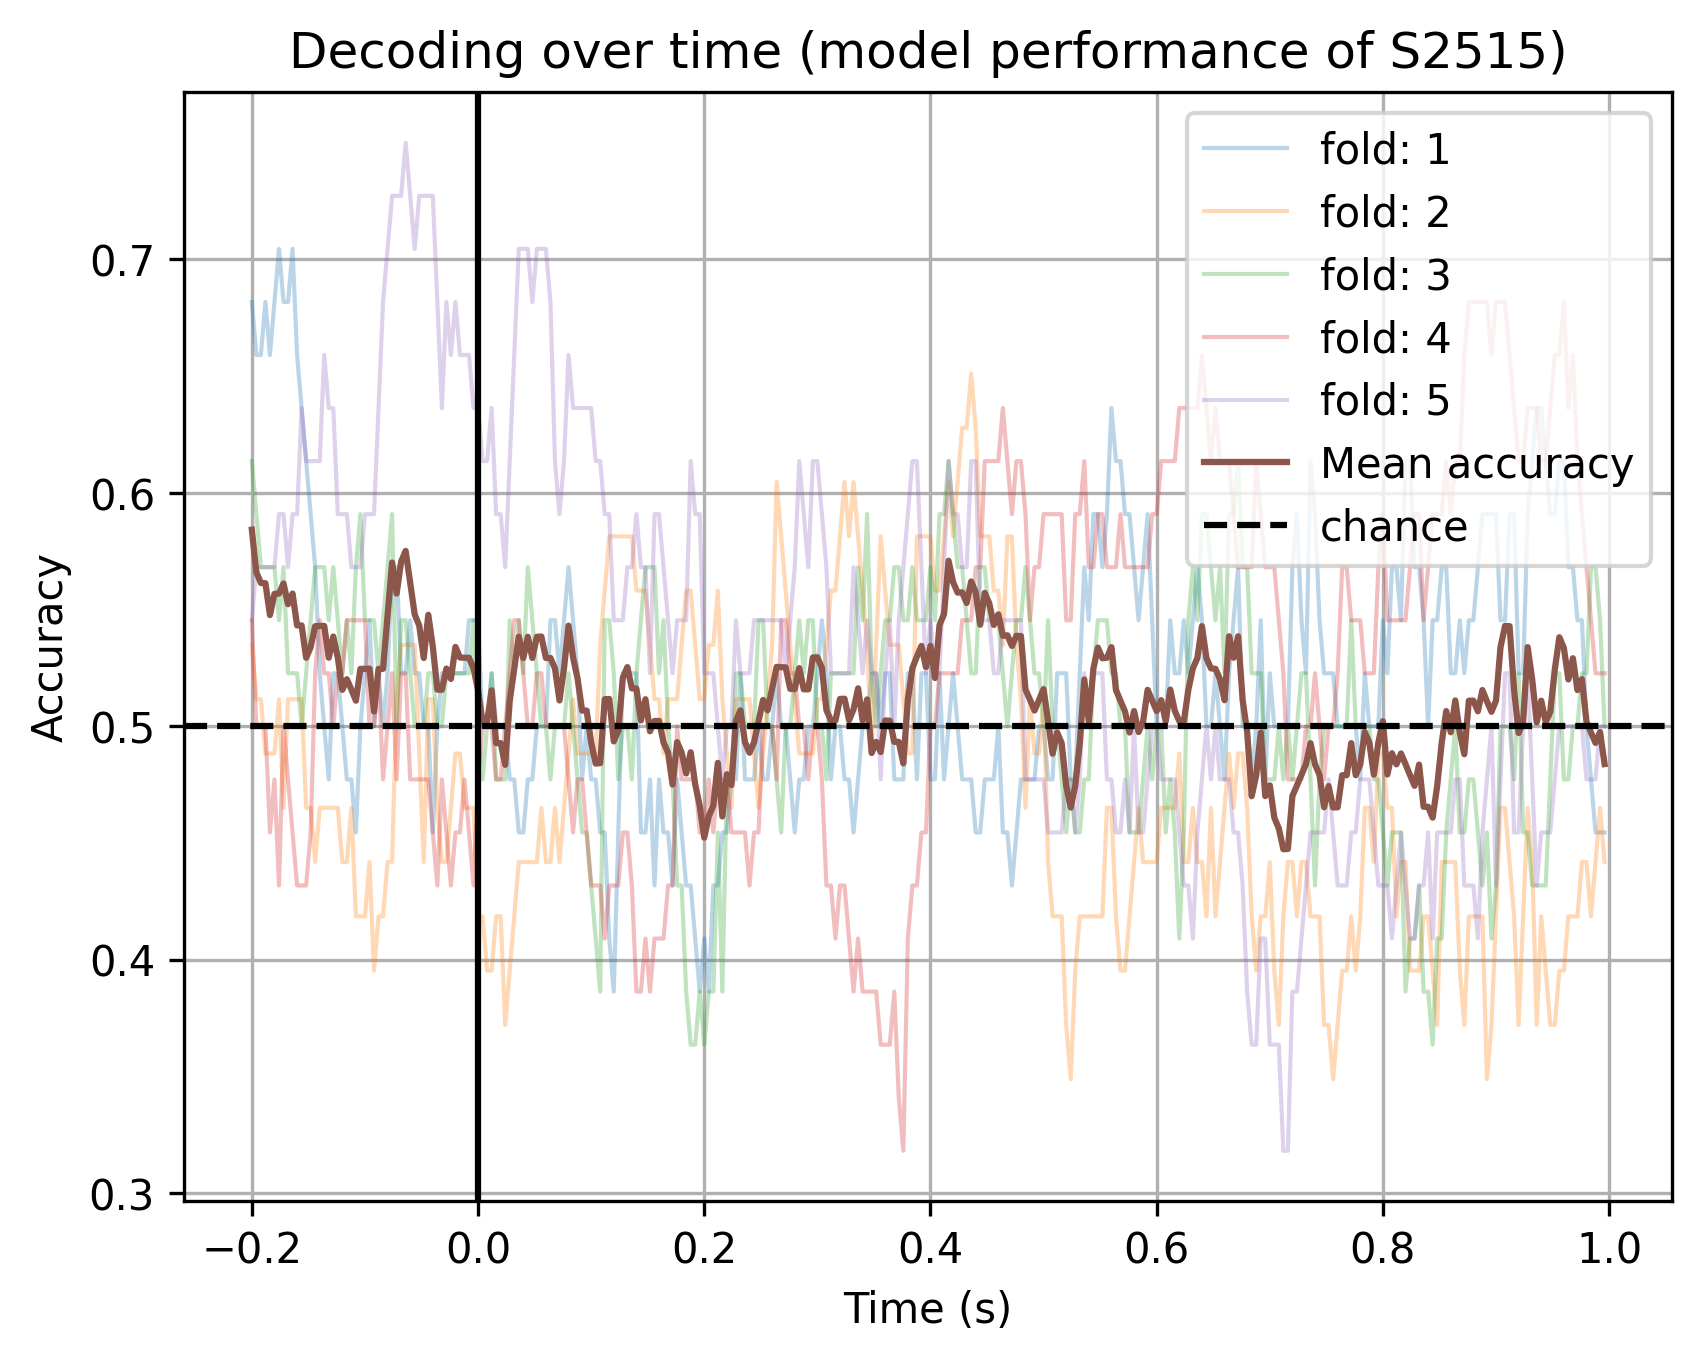 Decoding over time (model performance of S2515)
fold: 1
fold: 2
fold: 3
fold: 4
fold: 5
Mean accuracy
chance
Accuracy
0.7
0.6
0.5
0.4
0.3
−0.2 0.0 0.2 0.4 0.6 0.8 1.0
Time (s)